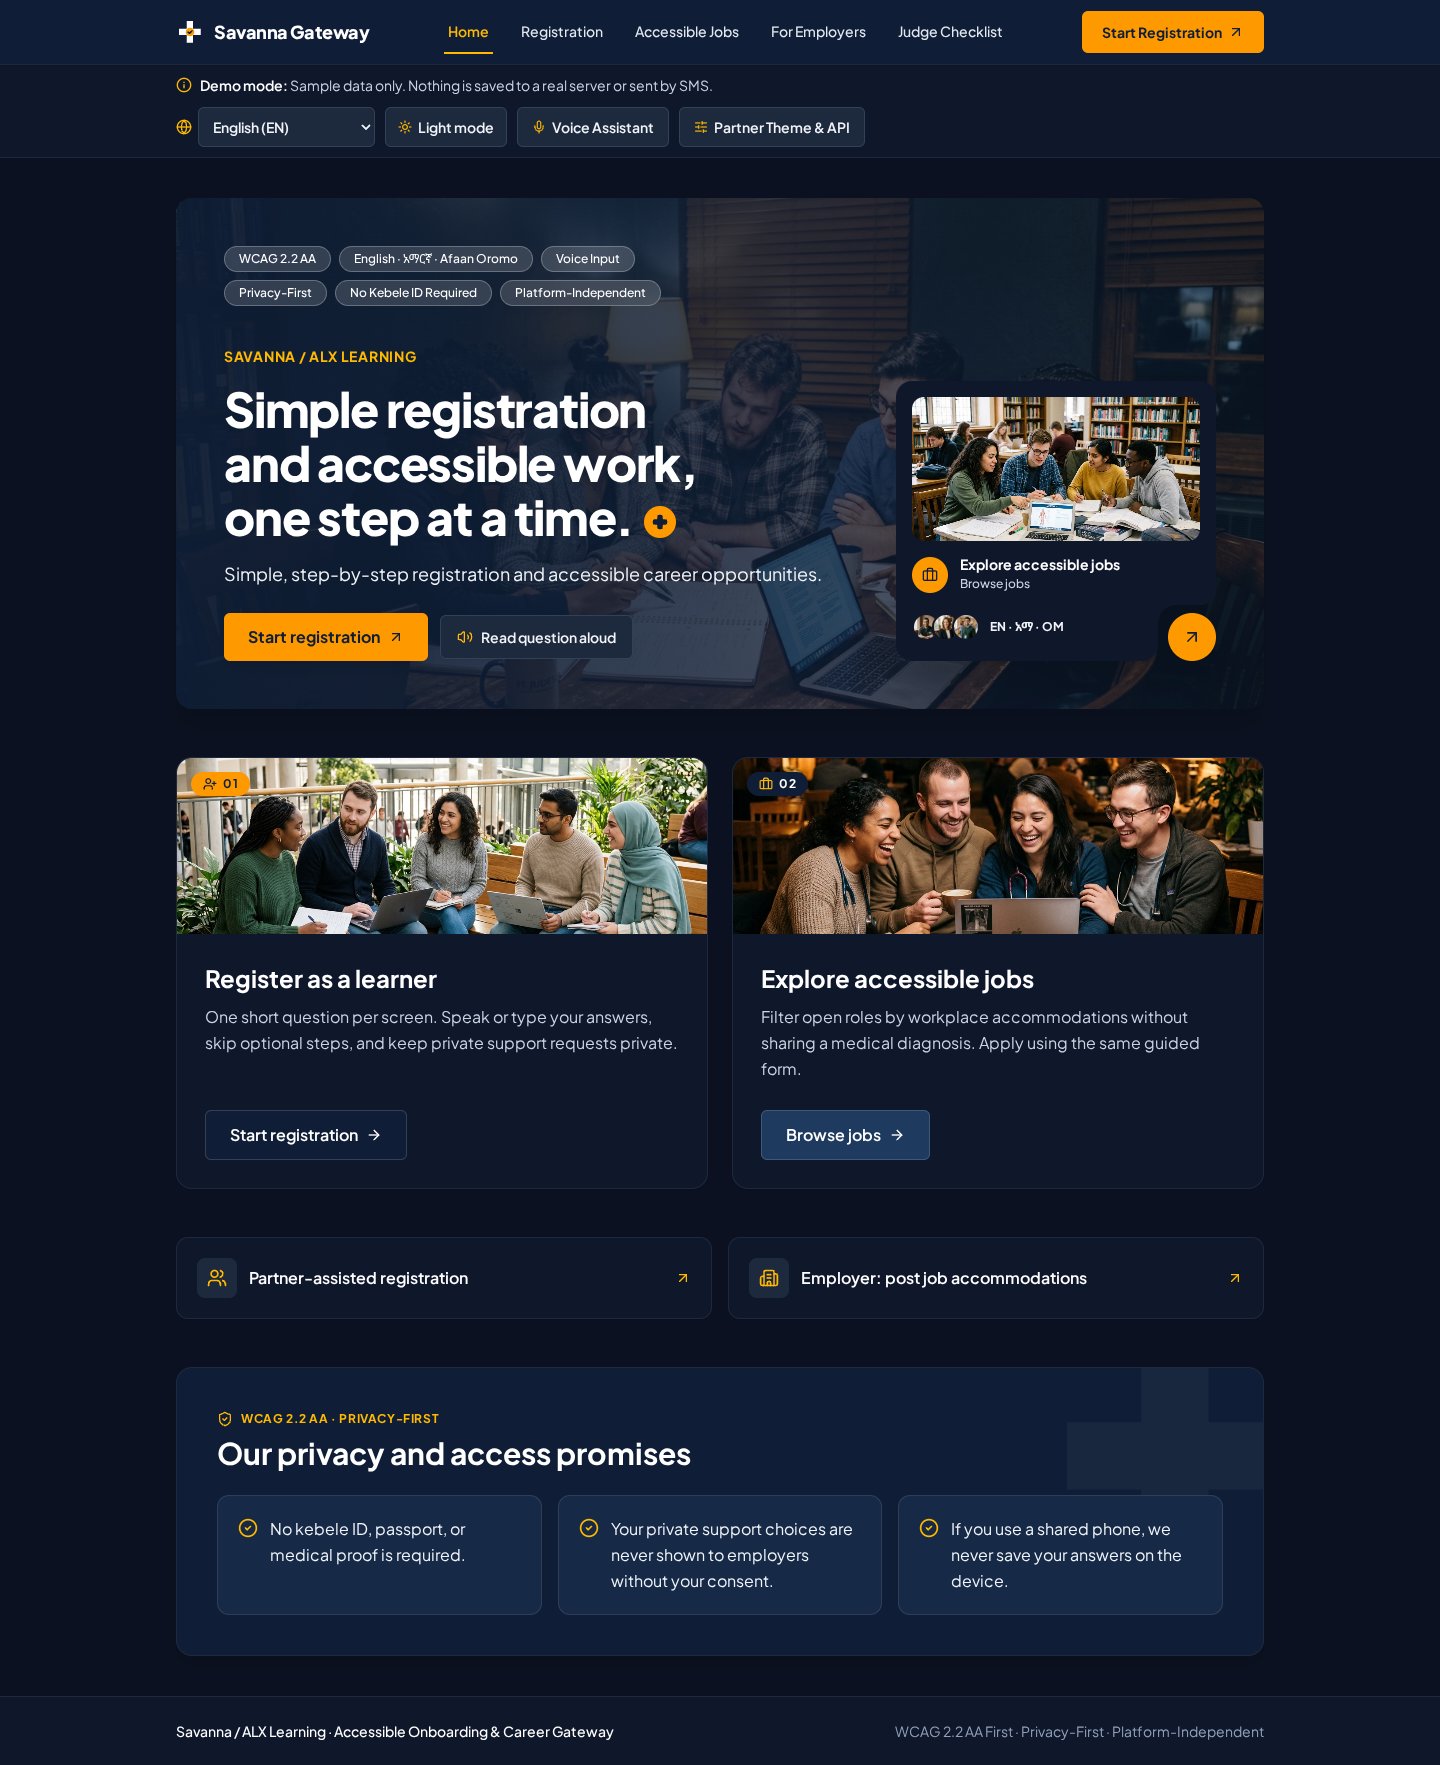 Savanna Gateway
Home
Registration
Accessible Jobs
For Employers
Judge Checklist
Start Registration
Demo mode: Sample data only. Nothing is saved to a real server or sent by SMS.
English (EN)
Light mode
Voice Assistant
Partner Theme & API
WCAG 2.2 AA
English · አማርኛ · Afaan Oromo
Voice Input
Privacy-First
No Kebele ID Required
Platform-Independent
SAVANNA / ALX LEARNING
Simple registration
and accessible work,
one step at a time.
Simple, step-by-step registration and accessible career opportunities.
Start registration
Read question aloud
Explore accessible jobs
Browse jobs
EN · አማ · OM
01
Register as a learner
One short question per screen. Speak or type your answers,
skip optional steps, and keep private support requests private.
Start registration
02
Explore accessible jobs
Filter open roles by workplace accommodations without
sharing a medical diagnosis. Apply using the same guided
form.
Browse jobs
Partner-assisted registration
Employer: post job accommodations
WCAG 2.2 AA · PRIVACY-FIRST
Our privacy and access promises
No kebele ID, passport, or
medical proof is required.
Your private support choices are
never shown to employers
without your consent.
If you use a shared phone, we
never save your answers on the
device.
Savanna / ALX Learning · Accessible Onboarding & Career Gateway
WCAG 2.2 AA First · Privacy-First · Platform-Independent